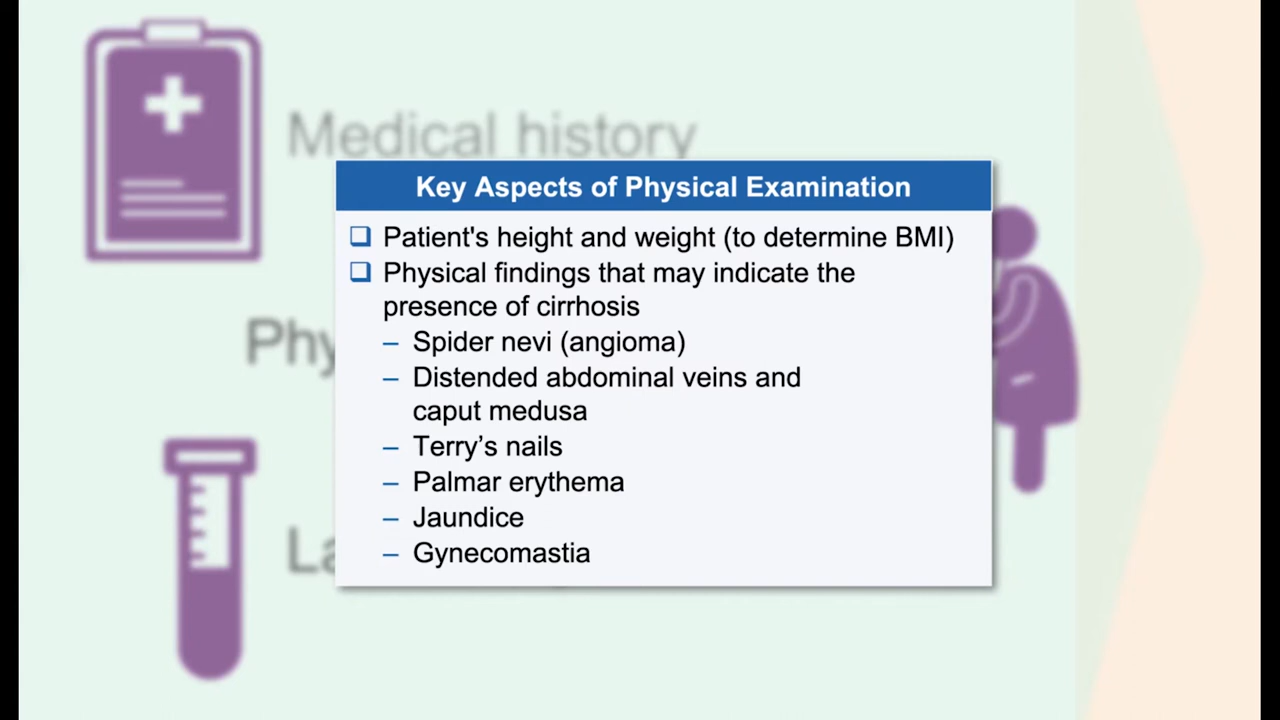 Medical history
Key Aspects of Physical Examination
❑ Patient's height and weight (to determine BMI)
❑ Physical findings that may indicate the
presence of cirrhosis
– Spider nevi (angioma)
– Distended abdominal veins and
caput medusa
– Terry’s nails
– Palmar erythema
– Jaundice
– Gynecomastia